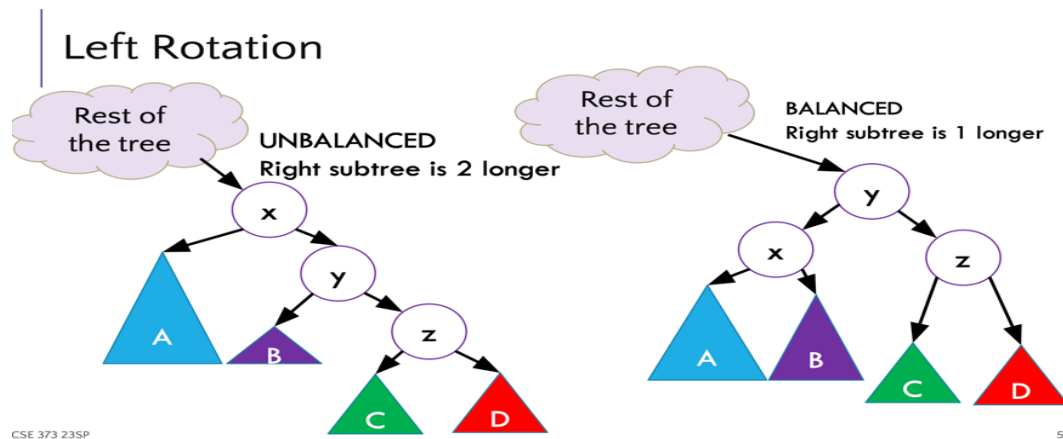 Left Rotation
Rest of
the tree
UNBALANCED
Right subtree is 2 longer
x
y
z
A
B
C
D
Rest of
the tree
BALANCED
Right subtree is 1 longer
y
x
z
A
B
C
D
CSE 373 23SP
5